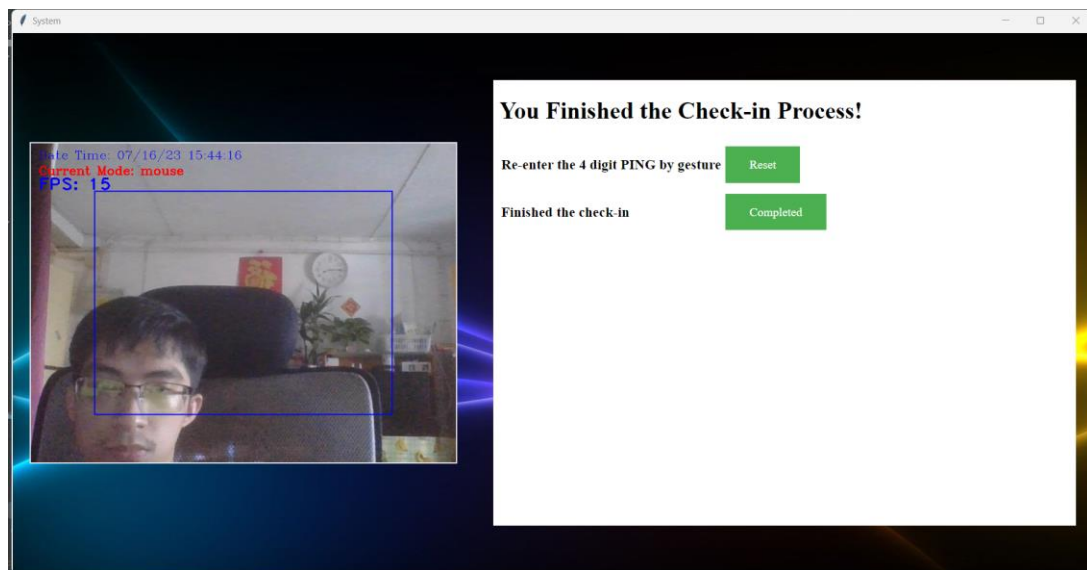 System
Date Time: 07/16/23 15:44:16
Current Mode: mouse
FPS: 15
You Finished the Check-in Process!
Re-enter the 4 digit PING by gesture
Reset
Finished the check-in
Completed
福